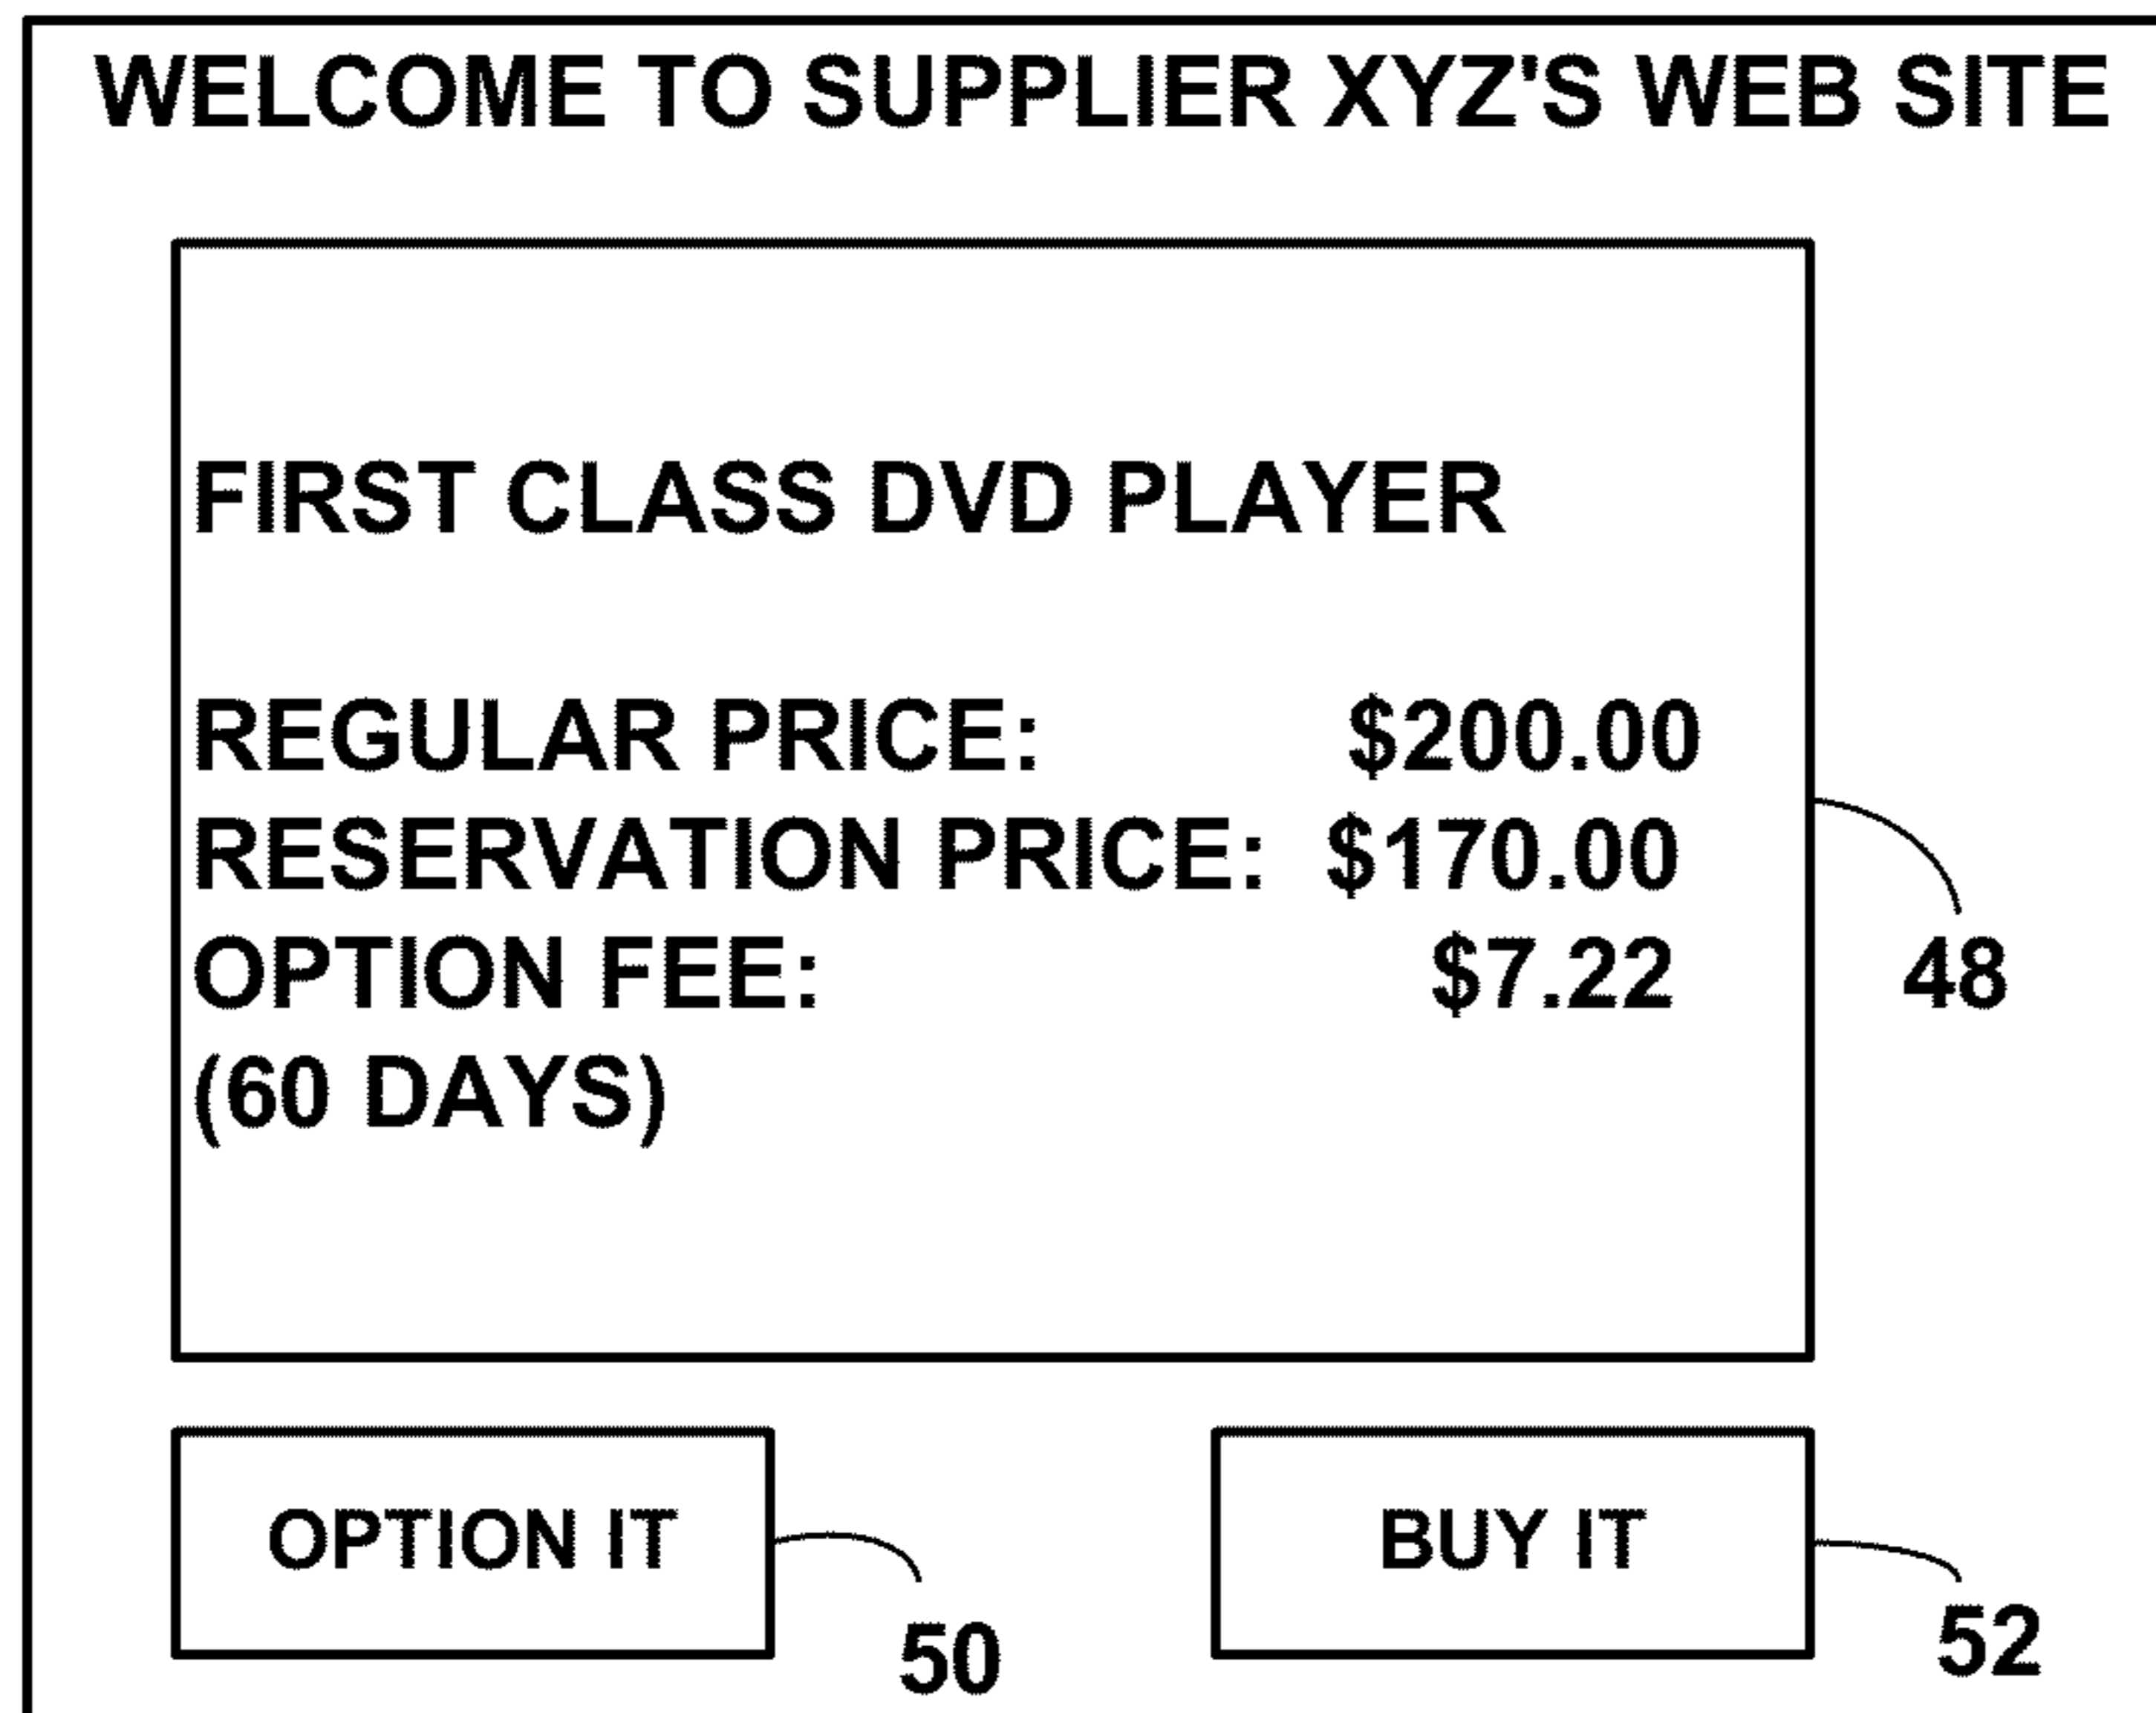 WELCOME TO SUPPLIER XYZ'S WEB SITE
FIRST CLASS DVD PLAYER
REGULAR PRICE: $200.00
RESERVATION PRICE: $170.00
OPTION FEE: $7.22
(60 DAYS)
48
OPTION IT
BUY IT
50
52